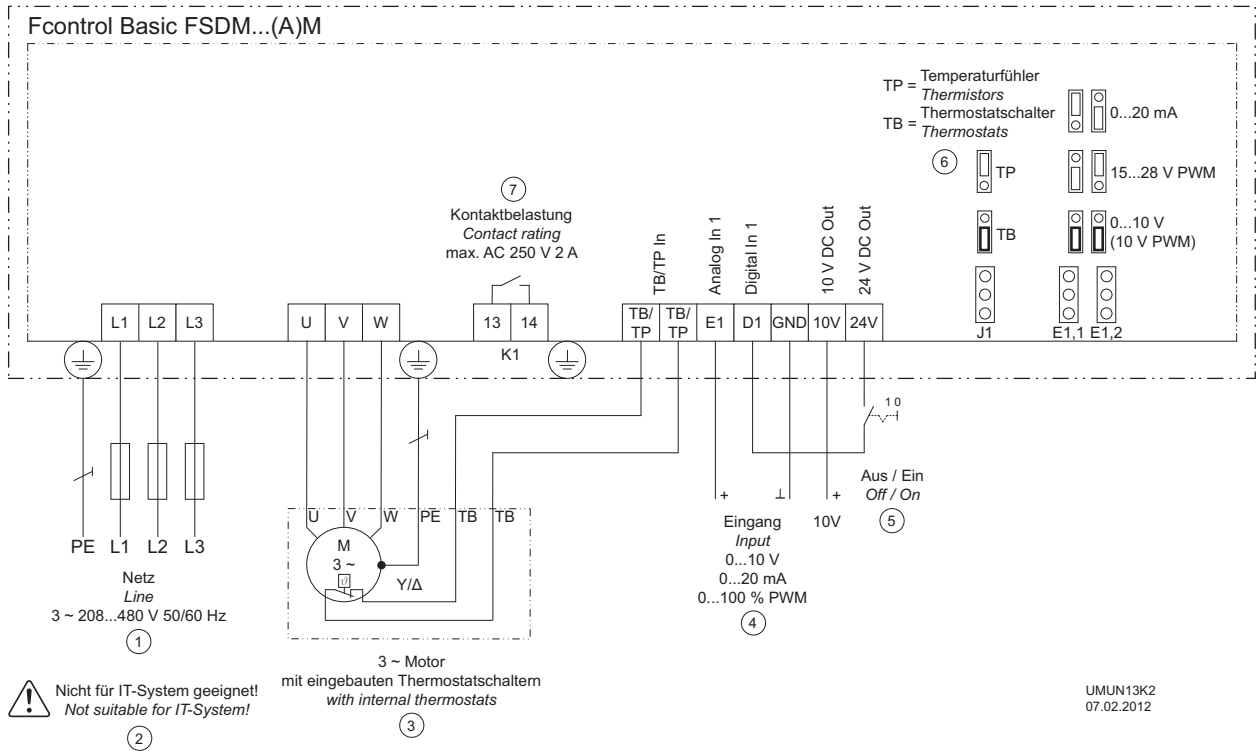 Fcontrol Basic FSDM...(A)M
TP = Temperaturfühler
Thermistors
TB = Thermostatschalter
Thermostats
6
0...20 mA
TP
15...28 V PWM
TB
0...10 V
(10 V PWM)
J1
E1,1 E1,2
7
Kontaktbelastung
Contact rating
max. AC 250 V 2 A
TB/TP In
Analog In 1
Digital In 1
10 V DC Out
24 V DC Out
L1 L2 L3
U V W
13 14
K1
TB/TP TB/TP E1 D1 GND 10V 24V
1 0
Aus / Ein
Off / On
5
+ ⊥ +
Eingang
Input
0...10 V
0...20 mA
0...100 % PWM
4
10V
PE L1 L2 L3
Netz
Line
3 ~ 208...480 V 50/60 Hz
1
U V W PE TB TB
M
3 ~
ϑ
Y/Δ
3 ~ Motor
mit eingebauten Thermostatschaltern
with internal thermostats
3
Nicht für IT-System geeignet!
Not suitable for IT-System!
2
UMUN13K2
07.02.2012